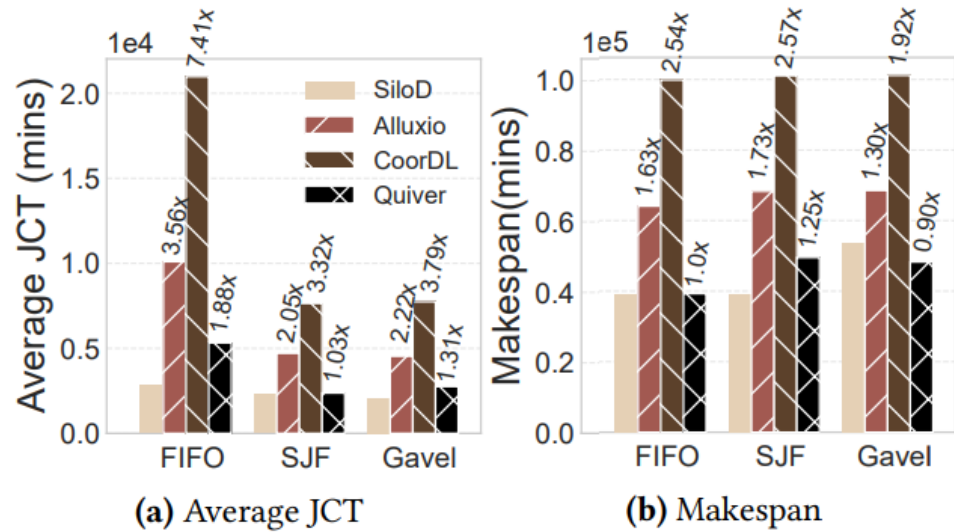 1e4
Average JCT (mins)
2.0
1.5
1.0
0.5
0.0
3.56x
7.41x
1.88x
2.05x
3.32x
1.03x
2.22x
3.79x
1.31x
SiloD
Alluxio
CoorDL
Quiver
FIFO SJF Gavel
(a) Average JCT
1e5
Makespan(mins)
1.0
0.8
0.6
0.4
0.2
0.0
1.63x
2.54x
1.0x
1.73x
2.57x
1.25x
1.30x
1.92x
0.90x
FIFO SJF Gavel
(b) Makespan